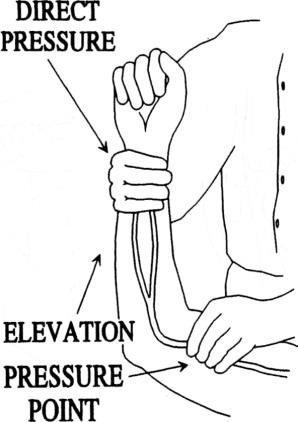 DIRECT
PRESSURE
ELEVATION
PRESSURE
POINT